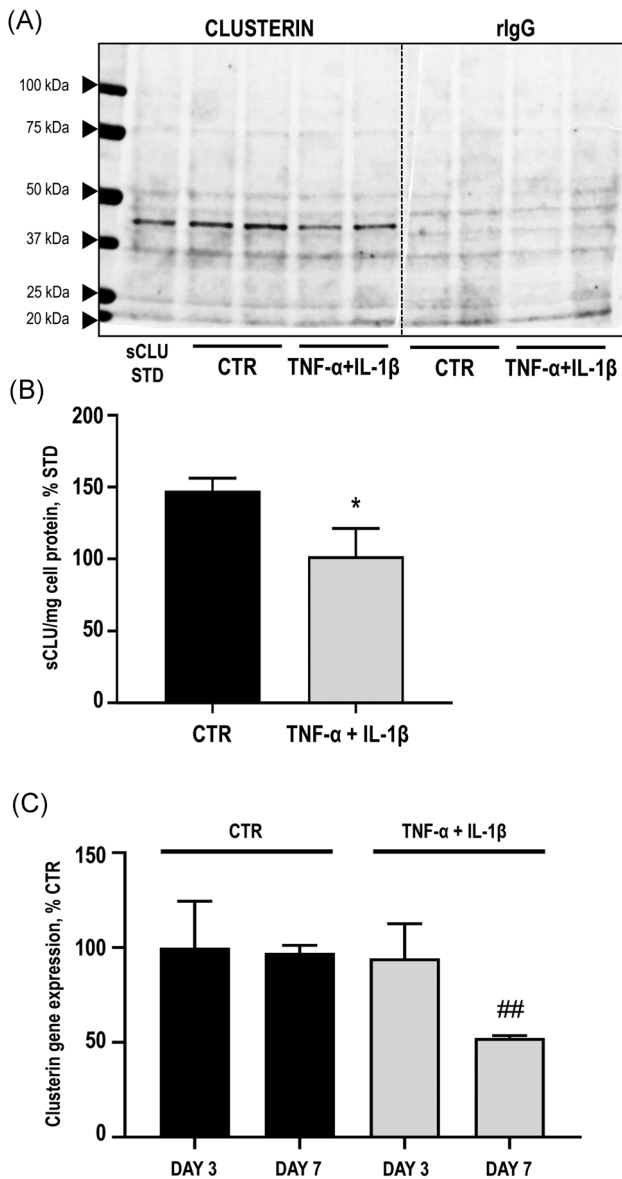 (A)
CLUSTERIN rIgG
100 kDa
75 kDa
50 kDa
37 kDa
25 kDa
20 kDa
sCLU
STD
CTR TNF-α+IL-1β CTR TNF-α+IL-1β
(B)
sCLU/mg cell protein, % STD
200
150
100
50
0
*
CTR TNF-α + IL-1β
(C)
CTR TNF-α + IL-1β
Clusterin gene expression, % CTR
150
100
50
0
##
DAY 3 DAY 7 DAY 3 DAY 7